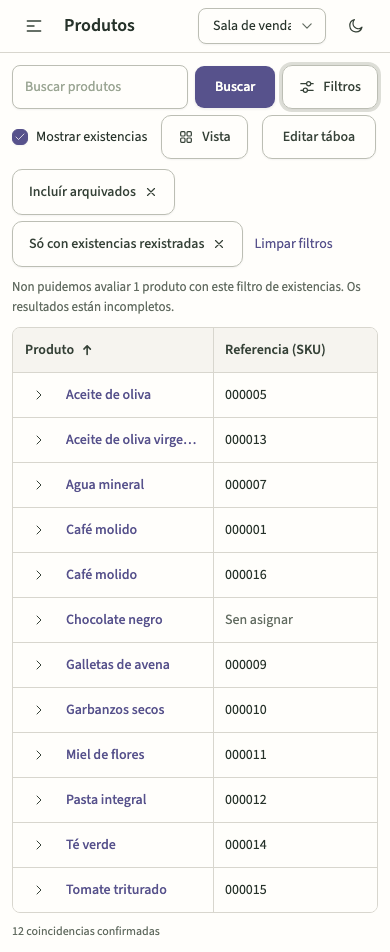 Produtos
Sala de venda
Buscar produtos
Buscar
Filtros
Mostrar existencias
Vista
Editar táboa
Incluír arquivados
Só con existencias rexistradas
Limpar filtros
Non puidemos avaliar 1 produto con este filtro de existencias. Os
resultados están incompletos.
Produto
Referencia (SKU)
Aceite de oliva
000005
Aceite de oliva virge…
000013
Agua mineral
000007
Café molido
000001
Café molido
000016
Chocolate negro
Sen asignar
Galletas de avena
000009
Garbanzos secos
000010
Miel de flores
000011
Pasta integral
000012
Té verde
000014
Tomate triturado
000015
12 coincidencias confirmadas